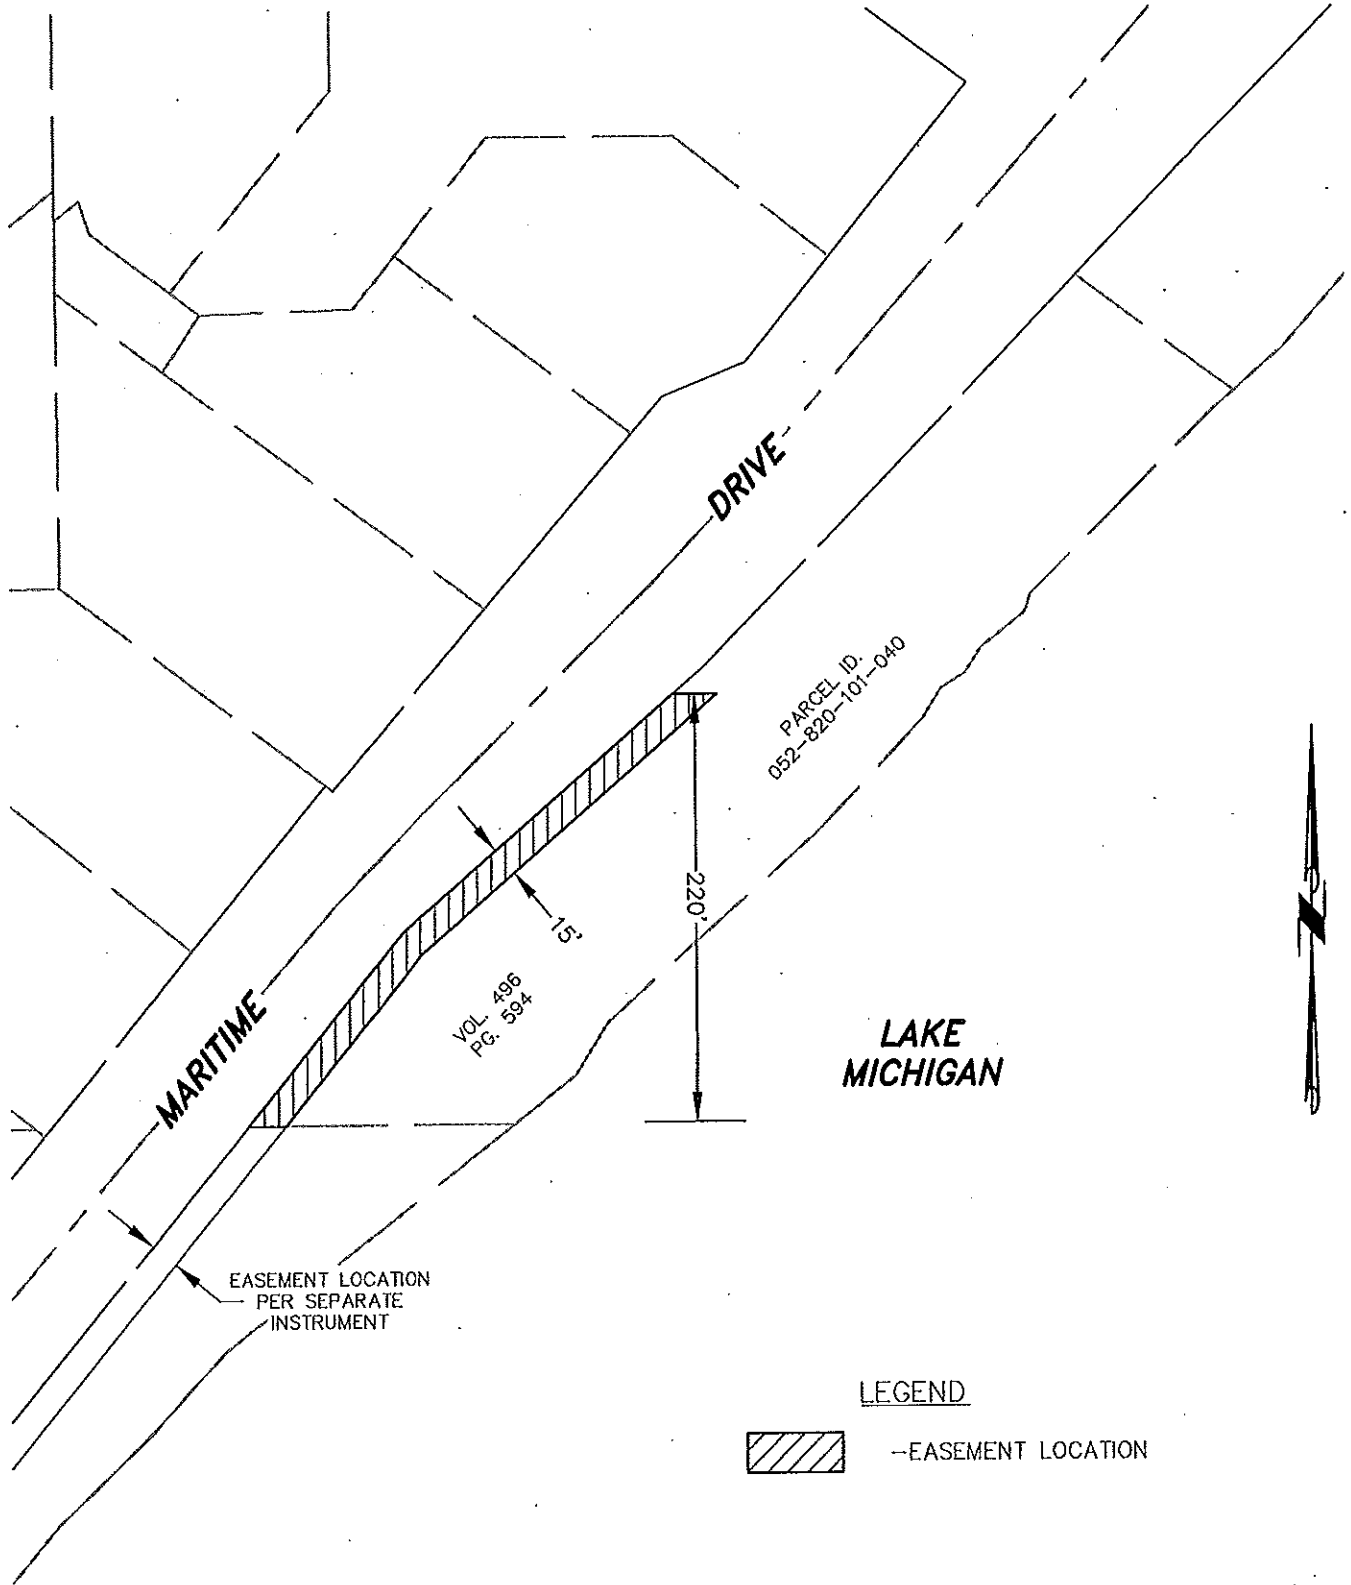 DRIVE
PARCEL ID.
052-820-101-040
220'
15'
VOL. 496
PG. 594
MARITIME
LAKE
MICHIGAN
EASEMENT LOCATION
PER SEPARATE
INSTRUMENT
LEGEND
-EASEMENT LOCATION